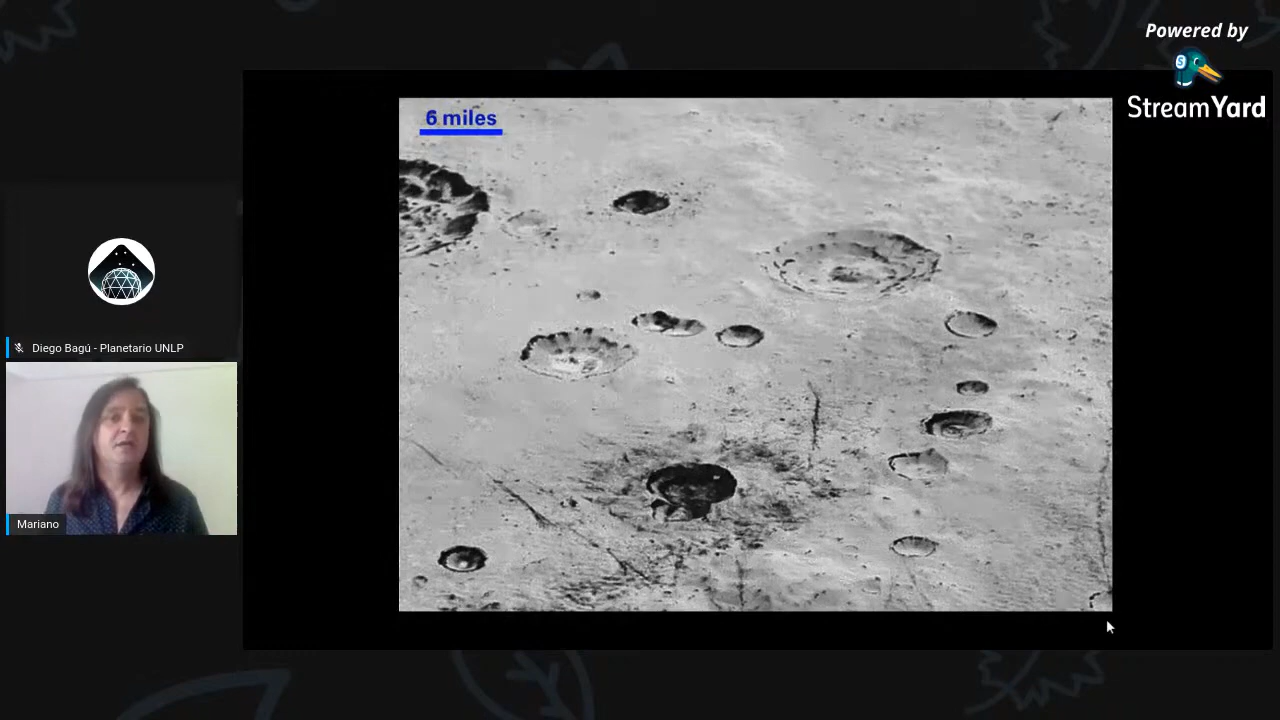 Powered by
StreamYard
6 miles
Diego Bagú - Planetario UNLP
Mariano